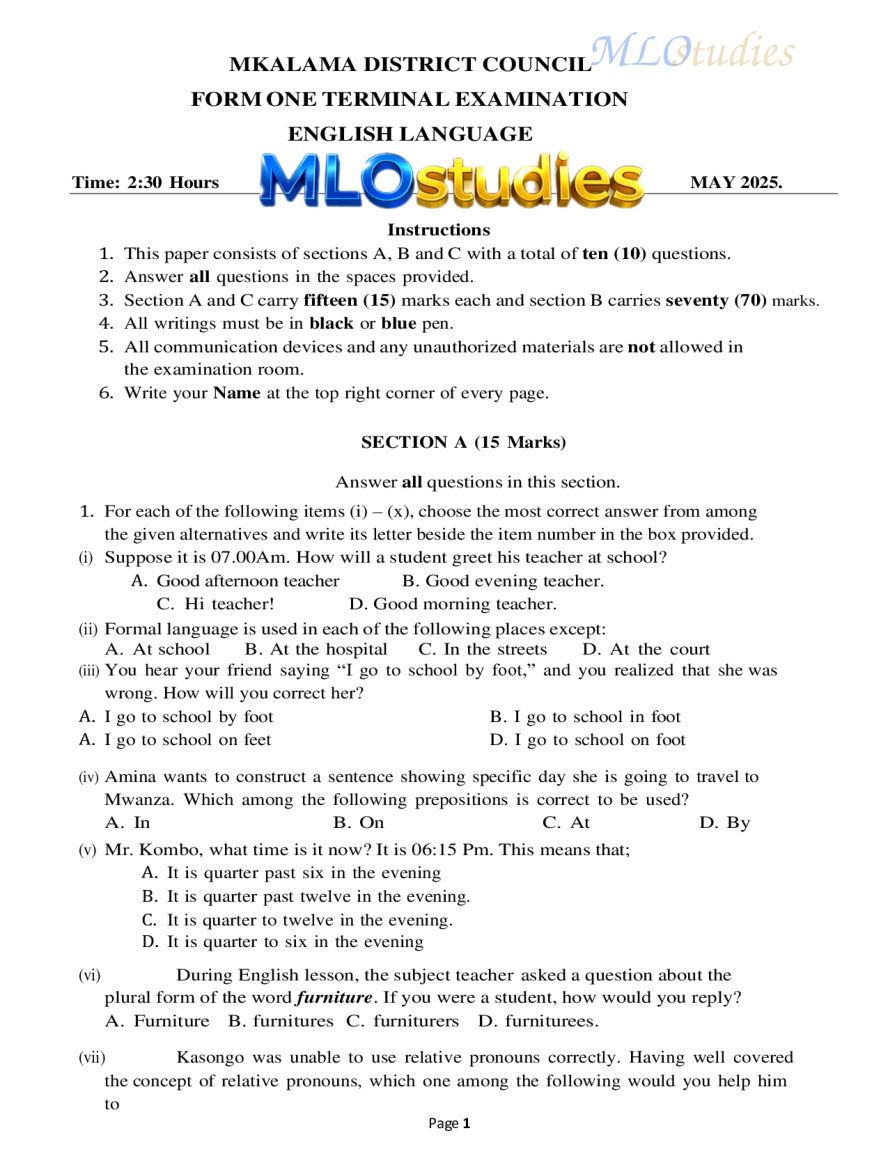 MLOstudies
MKALAMA DISTRICT COUNCIL
FORM ONE TERMINAL EXAMINATION
ENGLISH LANGUAGE
Time: 2:30 Hours MLOstudies MAY 2025.
Instructions
1. This paper consists of sections A, B and C with a total of ten (10) questions.
2. Answer all questions in the spaces provided.
3. Section A and C carry fifteen (15) marks each and section B carries seventy (70) marks.
4. All writings must be in black or blue pen.
5. All communication devices and any unauthorized materials are not allowed in
the examination room.
6. Write your Name at the top right corner of every page.
SECTION A (15 Marks)
Answer all questions in this section.
1. For each of the following items (i) – (x), choose the most correct answer from among
the given alternatives and write its letter beside the item number in the box provided.
(i) Suppose it is 07.00Am. How will a student greet his teacher at school?
A. Good afternoon teacher B. Good evening teacher.
C. Hi teacher! D. Good morning teacher.
(ii) Formal language is used in each of the following places except:
A. At school B. At the hospital C. In the streets D. At the court
(iii) You hear your friend saying “I go to school by foot,” and you realized that she was
wrong. How will you correct her?
A. I go to school by foot B. I go to school in foot
A. I go to school on feet D. I go to school on foot
(iv) Amina wants to construct a sentence showing specific day she is going to travel to
Mwanza. Which among the following prepositions is correct to be used?
A. In B. On C. At D. By
(v) Mr. Kombo, what time is it now? It is 06:15 Pm. This means that;
A. It is quarter past six in the evening
B. It is quarter past twelve in the evening.
C. It is quarter to twelve in the evening.
D. It is quarter to six in the evening
(vi) During English lesson, the subject teacher asked a question about the
plural form of the word furniture. If you were a student, how would you reply?
A. Furniture B. furnitures C. furniturers D. furniturees.
(vii) Kasongo was unable to use relative pronouns correctly. Having well covered
the concept of relative pronouns, which one among the following would you help him
to
Page 1